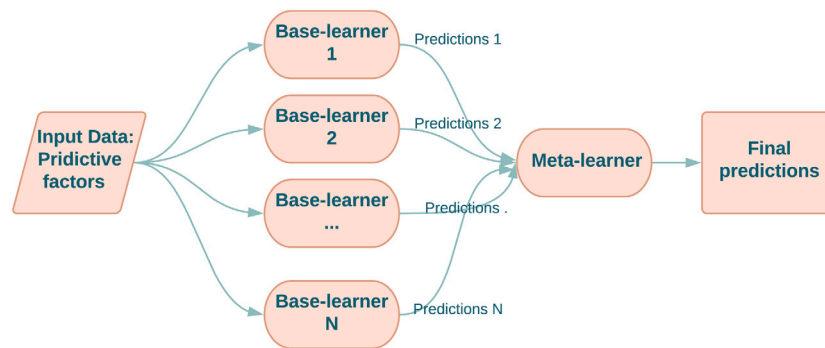 Base-learner
1
Predictions 1
Base-learner
2
Predictions 2
Input Data:
Pridictive
factors
Meta-learner
Final
predictions
Base-learner
...
Predictions .
Base-learner
N
Predictions N